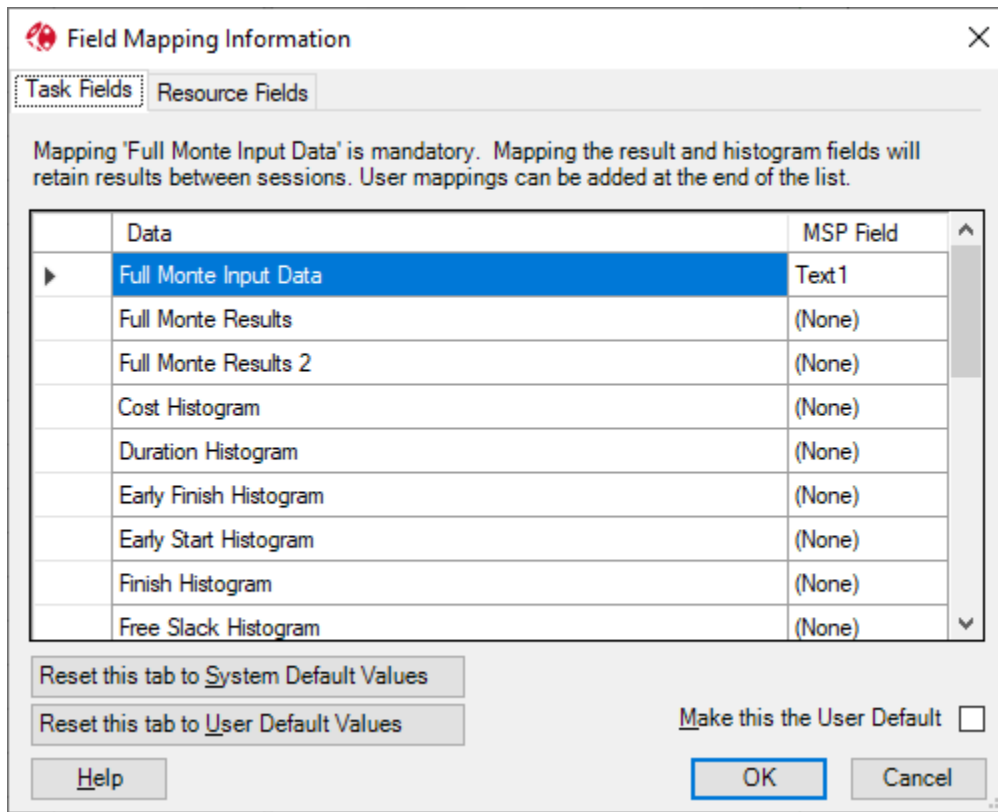 Field Mapping Information
Task Fields Resource Fields
Mapping 'Full Monte Input Data' is mandatory.  Mapping the result and histogram fields will
retain results between sessions. User mappings can be added at the end of the list.
Data MSP Field
Full Monte Input Data Text1
Full Monte Results (None)
Full Monte Results 2 (None)
Cost Histogram (None)
Duration Histogram (None)
Early Finish Histogram (None)
Early Start Histogram (None)
Finish Histogram (None)
Free Slack Histogram (None)
Reset this tab to System Default Values
Reset this tab to User Default Values Make this the User Default
Help OK Cancel